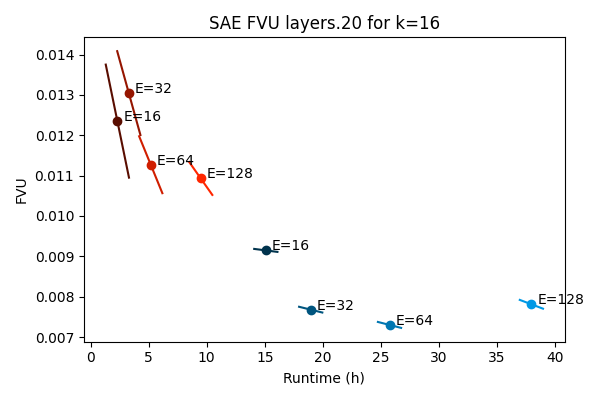 SAE FVU layers.20 for k=16
FVU
0.014
0.013
0.012
0.011
0.010
0.009
0.008
0.007
E=32
E=16
E=64
E=128
E=16
E=32
E=64
E=128
0 5 10 15 20 25 30 35 40
Runtime (h)